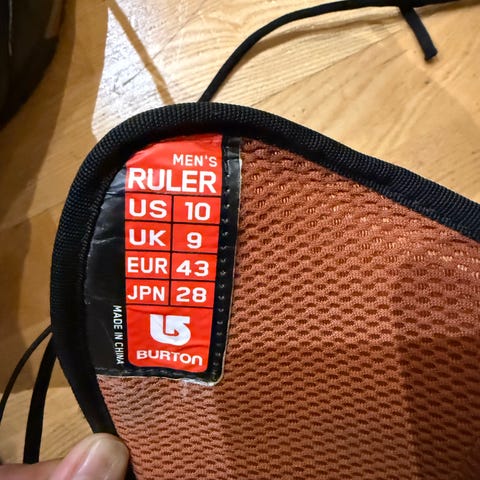 MEN'S
RULER
US 10
UK 9
EUR 43
JPN 28
BURTON
MADE IN CHINA